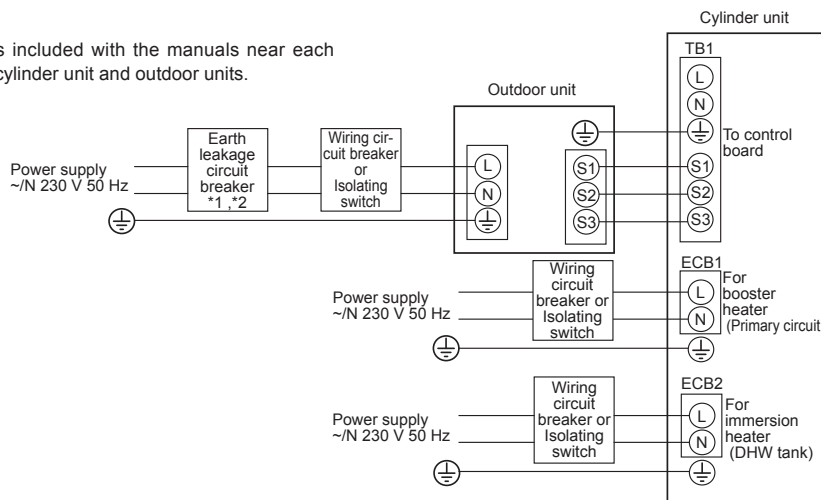 Cylinder unit
s included with the manuals near each
cylinder unit and outdoor units.
TB1
L
N
To control
board
S1
S2
S3
Outdoor unit
Power supply
~/N 230 V 50 Hz
Earth
leakage
circuit
breaker
*1 ,*2
Wiring cir-
cuit breaker
or
Isolating
switch
L
N
S1
S2
S3
Power supply
~/N 230 V 50 Hz
Wiring
circuit
breaker or
Isolating
switch
ECB1
L
N
For
booster
heater
(Primary circuit
Power supply
~/N 230 V 50 Hz
Wiring
circuit
breaker or
Isolating
switch
ECB2
L
N
For
immersion
heater
(DHW tank)